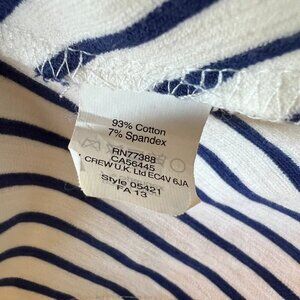 93% Cotton
7% Spandex
RN77388
CA56445
CREW U.K. Ltd EC4V 6JA
Style 05421
FA 13